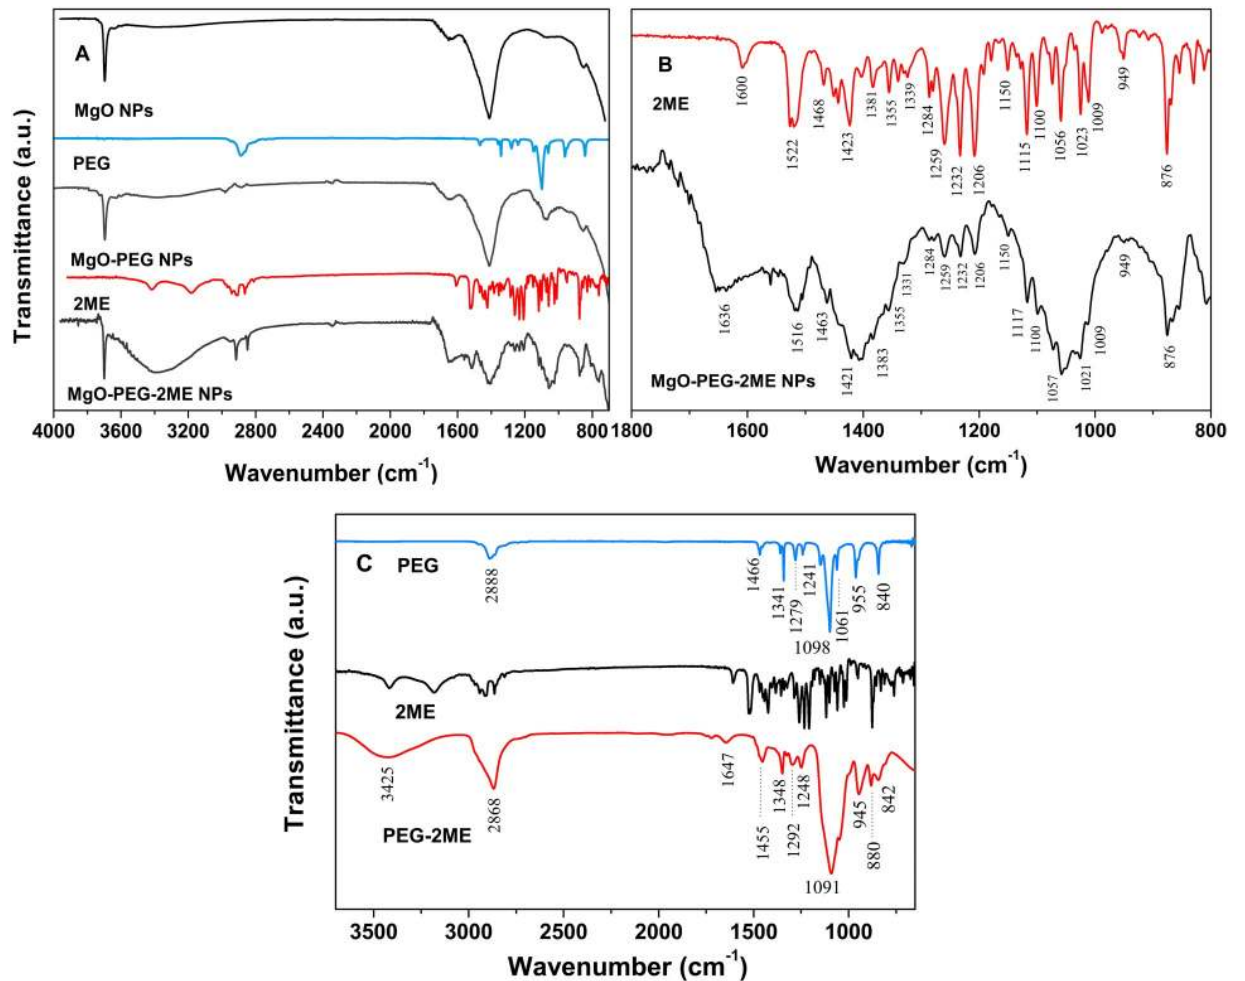 A
MgO NPs
PEG
MgO-PEG NPs
2ME
MgO-PEG-2ME NPs
Transmittance (a.u.)
4000 3600 3200 2800 2400 2000 1600 1200 800
Wavenumber (cm⁻¹)
B
2ME
1600
1522
1468
1423
1381
1355
1339
1284
1259
1232
1206
1150
1115
1100
1056
1023
1009
949
876
1636
1516
1463
1421
1383
1355
1331
1284
1259
1232
1206
1150
1117
1100
1057
1021
1009
949
876
MgO-PEG-2ME NPs
Transmittance (a.u.)
1800 1600 1400 1200 1000 800
Wavenumber (cm⁻¹)
C
PEG
2888
1466
1341
1279
1241
1098
1061
955
840
2ME
3425
2868
1647
1455
1348
1292
1248
1091
945
880
842
PEG-2ME
Transmittance (a.u.)
3500 3000 2500 2000 1500 1000
Wavenumber (cm⁻¹)